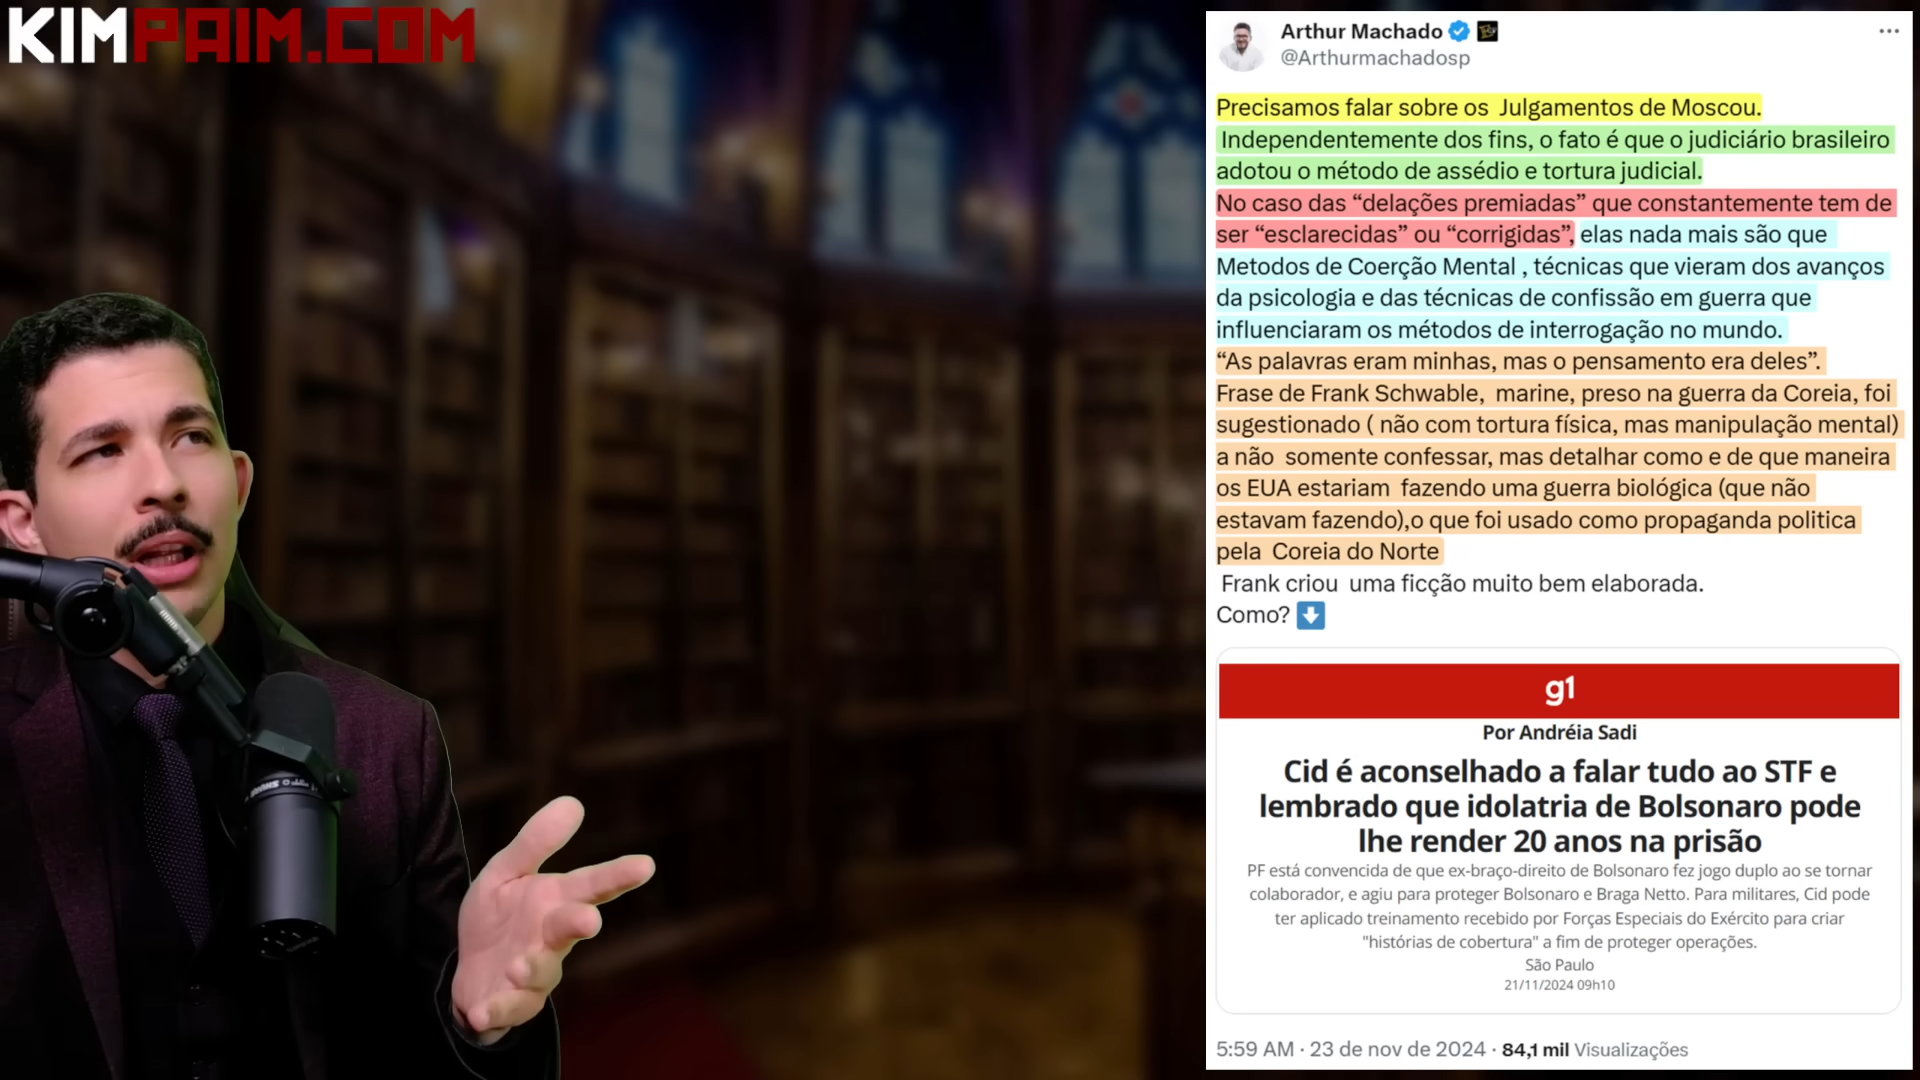 KIMPAIM.COM
Arthur Machado
@Arthurmachadosp
Precisamos falar sobre os Julgamentos de Moscou.
Independentemente dos fins, o fato é que o judiciário brasileiro
adotou o método de assédio e tortura judicial.
No caso das “delações premiadas” que constantemente tem de
ser “esclarecidas” ou “corrigidas”, elas nada mais são que
Metodos de Coerção Mental , técnicas que vieram dos avanços
da psicologia e das técnicas de confissão em guerra que
influenciaram os métodos de interrogação no mundo.
“As palavras eram minhas, mas o pensamento era deles”.
Frase de Frank Schwable, marine, preso na guerra da Coreia, foi
sugestionado ( não com tortura física, mas manipulação mental)
a não somente confessar, mas detalhar como e de que maneira
os EUA estariam fazendo uma guerra biológica (que não
estavam fazendo),o que foi usado como propaganda politica
pela Coreia do Norte
Frank criou uma ficção muito bem elaborada.
Como? ⬇️
g1
Por Andréia Sadi
Cid é aconselhado a falar tudo ao STF e
lembrado que idolatria de Bolsonaro pode
lhe render 20 anos na prisão
PF está convencida de que ex-braço-direito de Bolsonaro fez jogo duplo ao se tornar
colaborador, e agiu para proteger Bolsonaro e Braga Netto. Para militares, Cid pode
ter aplicado treinamento recebido por Forças Especiais do Exército para criar
"histórias de cobertura" a fim de proteger operações.
São Paulo
21/11/2024 09h10
5:59 AM · 23 de nov de 2024 · 84,1 mil Visualizações